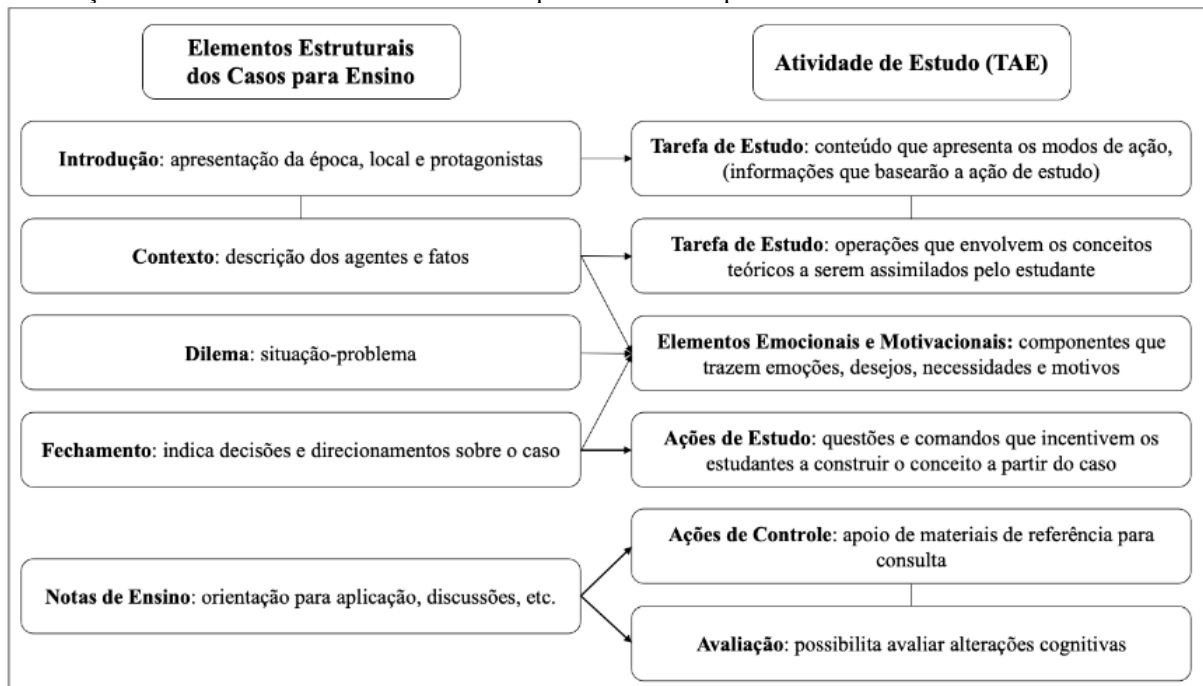 Elementos Estruturais
dos Casos para Ensino
Atividade de Estudo (TAE)
Introdução: apresentação da época, local e protagonistas
Tarefa de Estudo: conteúdo que apresenta os modos de ação,
(informações que basearão a ação de estudo)
Contexto: descrição dos agentes e fatos
Tarefa de Estudo: operações que envolvem os conceitos
teóricos a serem assimilados pelo estudante
Dilema: situação-problema
Elementos Emocionais e Motivacionais: componentes que
trazem emoções, desejos, necessidades e motivos
Fechamento: indica decisões e direcionamentos sobre o caso
Ações de Estudo: questões e comandos que incentivem os
estudantes a construir o conceito a partir do caso
Notas de Ensino: orientação para aplicação, discussões, etc.
Ações de Controle: apoio de materiais de referência para
consulta
Avaliação: possibilita avaliar alterações cognitivas